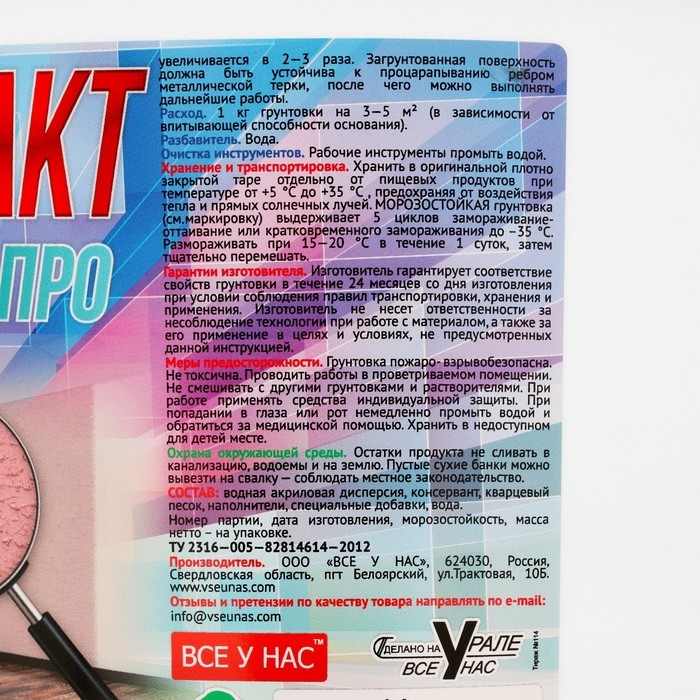 АКТ
ПРО
увеличивается в 2–3 раза. Загрунтованная поверхность
должна быть устойчива к процарапыванию ребром
металлической терки, после чего можно выполнять
дальнейшие работы.
Расход. 1 кг грунтовки на 3–5 м² (в зависимости от
впитывающей способности основания).
Разбавитель. Вода.
Очистка инструментов. Рабочие инструменты промыть водой.
Хранение и транспортировка. Хранить в оригинальной плотно
закрытой таре отдельно от пищевых продуктов при
температуре от +5 °С до +35 °С, предохраняя от воздействия
тепла и прямых солнечных лучей. МОРОЗОСТОЙКАЯ грунтовка
(см.маркировку) выдерживает 5 циклов замораживание-
оттаивание или кратковременного замораживания до –35 °С.
Размораживать при 15–20 °С в течение 1 суток, затем
тщательно перемешать.
Гарантии изготовителя. Изготовитель гарантирует соответствие
свойств грунтовки в течение 24 месяцев со дня изготовления
при условии соблюдения правил транспортировки, хранения и
применения. Изготовитель не несет ответственности за
несоблюдение технологии при работе с материалом, а также за
его применение в целях и условиях, не предусмотренных
данной инструкцией.
Меры предосторожности. Грунтовка пожаро- взрывобезопасна.
Не токсична. Проводить работы в проветриваемом помещении.
Не смешивать с другими грунтовками и растворителями. При
работе применять средства индивидуальной защиты. При
попадании в глаза или рот немедленно промыть водой и
обратиться за медицинской помощью. Хранить в недоступном
для детей месте.
Охрана окружающей среды. Остатки продукта не сливать в
канализацию, водоемы и на землю. Пустые сухие банки можно
вывезти на свалку – соблюдать местное законодательство.
СОСТАВ: водная акриловая дисперсия, консервант, кварцевый
песок, наполнители, специальные добавки, вода.
Номер партии, дата изготовления, морозостойкость, масса
нетто – на упаковке.
ТУ 2316–005–82814614–2012
Производитель. ООО «ВСЕ У НАС», 624030, Россия,
Свердловская область, пгт Белоярский, ул.Трактовая, 10Б.
www.vseunas.com
Отзывы и претензии по качеству товара направлять по e-mail:
info@vseunas.com
ВСЕ У НАС™
СДЕЛАНО НА УРАЛЕ
ВСЕ У НАС
Тираж №114